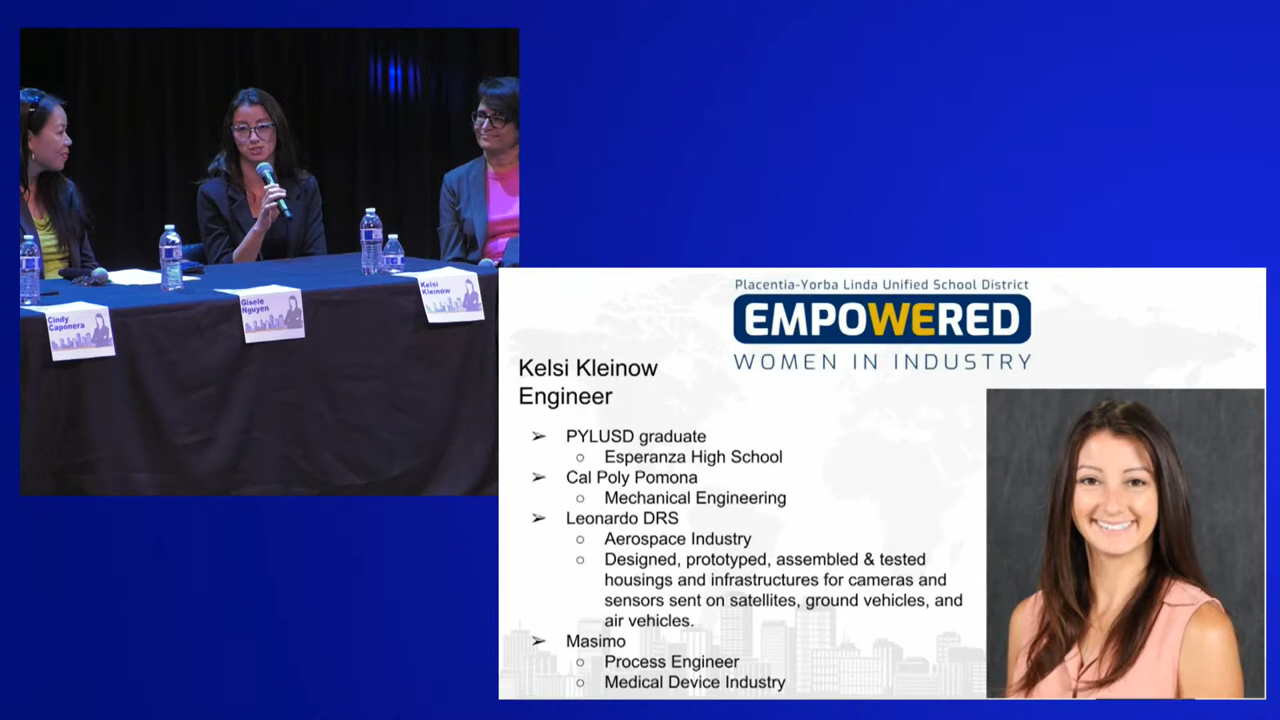 Cindy
Caponera
Gisele
Nguyen
Kelsi
Kleinow
Placentia-Yorba Linda Unified School District
EMPOWERED
WOMEN IN INDUSTRY
Kelsi Kleinow
Engineer
➢ PYLUSD graduate
○ Esperanza High School
➢ Cal Poly Pomona
○ Mechanical Engineering
➢ Leonardo DRS
○ Aerospace Industry
○ Designed, prototyped, assembled & tested
housings and infrastructures for cameras and
sensors sent on satellites, ground vehicles, and
air vehicles.
➢ Masimo
○ Process Engineer
○ Medical Device Industry